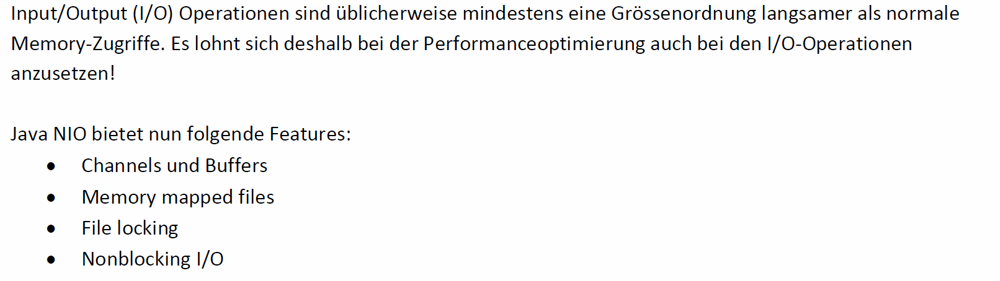 Input/Output (I/O) Operationen sind üblicherweise mindestens eine Grössenordnung langsamer als normale
Memory-Zugriffe. Es lohnt sich deshalb bei der Performanceoptimierung auch bei den I/O-Operationen
anzusetzen!
Java NIO bietet nun folgende Features:
• Channels und Buffers
• Memory mapped files
• File locking
• Nonblocking I/O